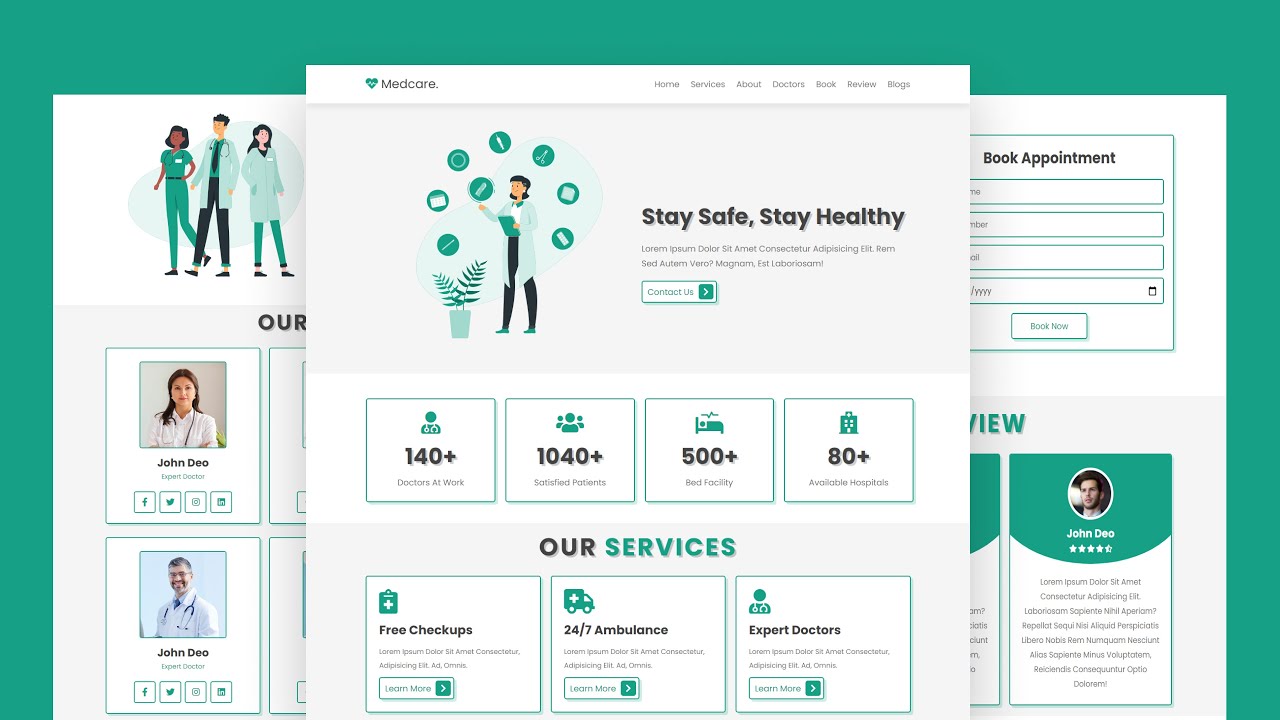 Medcare.
Home Services About Doctors Book Review Blogs
Stay Safe, Stay Healthy
Lorem Ipsum Dolor Sit Amet Consectetur Adipisicing Elit. Rem
Sed Autem Vero? Magnam, Est Laboriosam!
Contact Us
140+
Doctors At Work
1040+
Satisfied Patients
500+
Bed Facility
80+
Available Hospitals
OUR SERVICES
Free Checkups
Lorem Ipsum Dolor Sit Amet Consectetur,
Adipisicing Elit. Ad, Omnis.
Learn More
24/7 Ambulance
Lorem Ipsum Dolor Sit Amet Consectetur,
Adipisicing Elit. Ad, Omnis.
Learn More
Expert Doctors
Lorem Ipsum Dolor Sit Amet Consectetur,
Adipisicing Elit. Ad, Omnis.
Learn More
OUR
John Deo
Expert Doctor
John Deo
Expert Doctor
Book Appointment
me
mber
ail
/yyyy
Book Now
VIEW
m?
iatis
unt
m,
o
John Deo
Lorem Ipsum Dolor Sit Amet
Consectetur Adipisicing Elit.
Laboriosam Sapiente Nihil Aperiam?
Repellat Sequi Nisi Aliquid Perspiciatis
Libero Nobis Rem Numquam Nesciunt
Alias Sapiente Minus Voluptatem,
Reiciendis Consequuntur Optio
Dolorem!